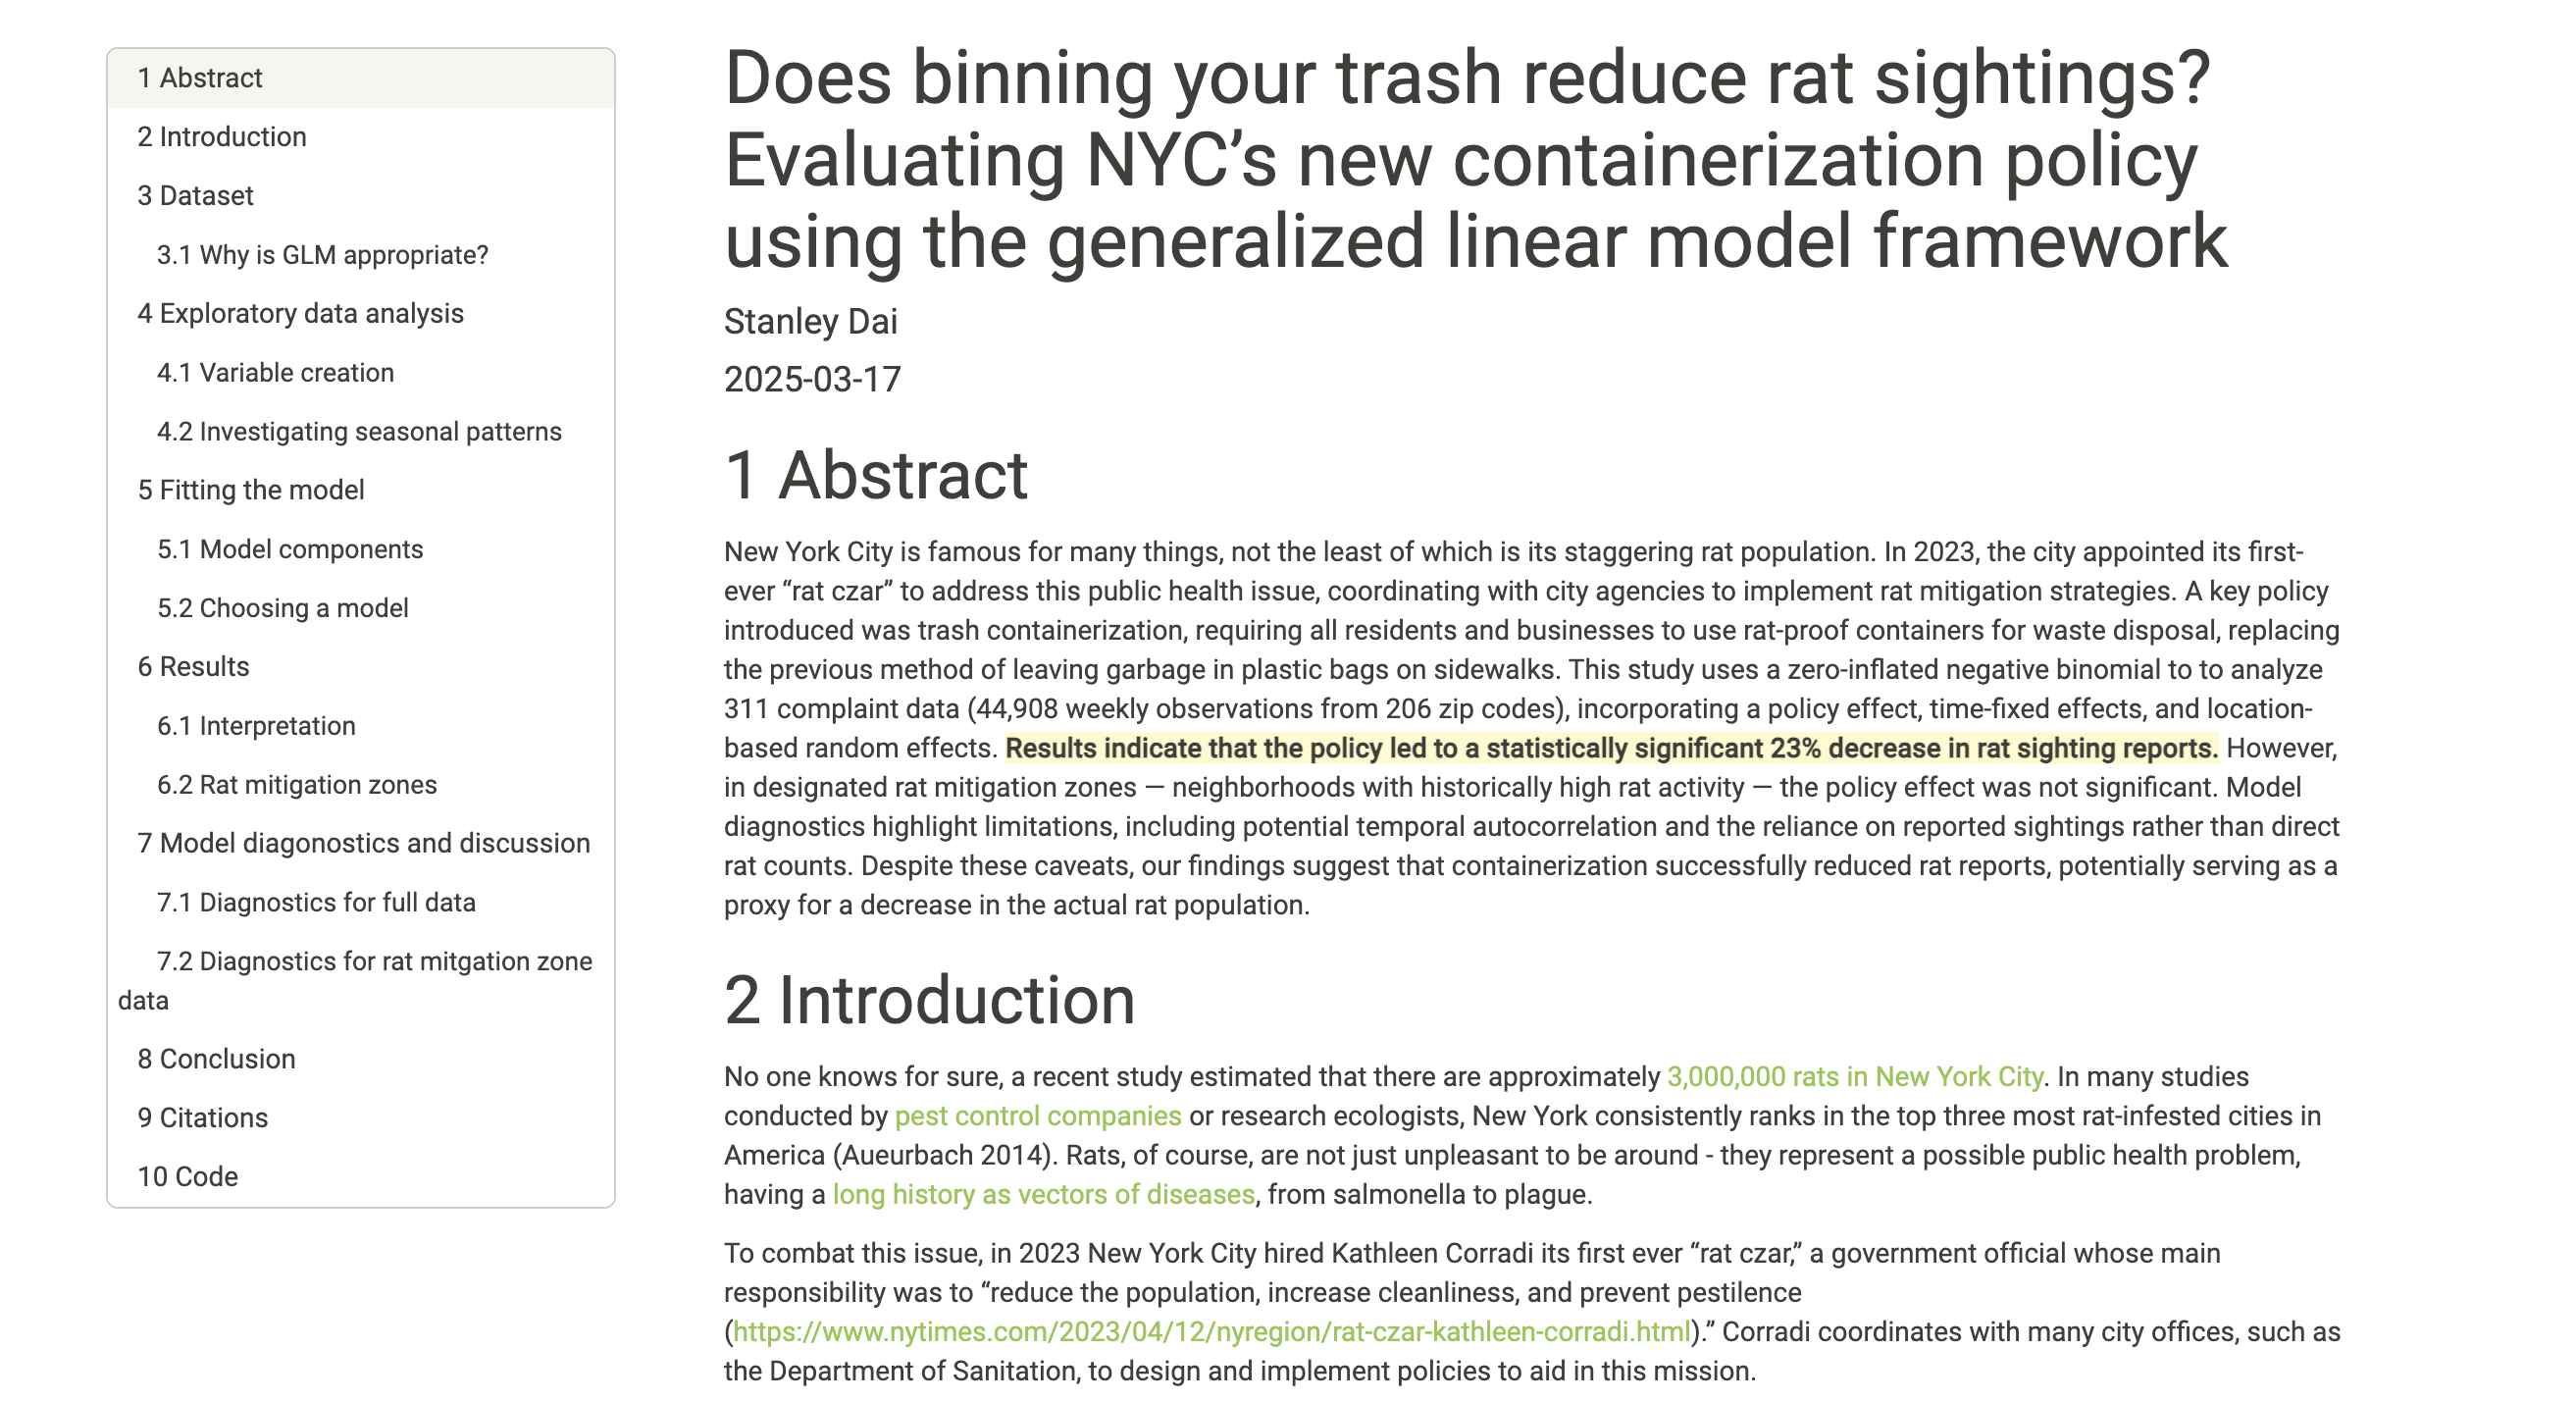 1 Abstract
2 Introduction
3 Dataset
3.1 Why is GLM appropriate?
4 Exploratory data analysis
4.1 Variable creation
4.2 Investigating seasonal patterns
5 Fitting the model
5.1 Model components
5.2 Choosing a model
6 Results
6.1 Interpretation
6.2 Rat mitigation zones
7 Model diagonostics and discussion
7.1 Diagnostics for full data
7.2 Diagnostics for rat mitgation zone
data
8 Conclusion
9 Citations
10 Code
Does binning your trash reduce rat sightings?
Evaluating NYC’s new containerization policy
using the generalized linear model framework
Stanley Dai
2025-03-17
1 Abstract
New York City is famous for many things, not the least of which is its staggering rat population. In 2023, the city appointed its first-
ever “rat czar” to address this public health issue, coordinating with city agencies to implement rat mitigation strategies. A key policy
introduced was trash containerization, requiring all residents and businesses to use rat-proof containers for waste disposal, replacing
the previous method of leaving garbage in plastic bags on sidewalks. This study uses a zero-inflated negative binomial to to analyze
311 complaint data (44,908 weekly observations from 206 zip codes), incorporating a policy effect, time-fixed effects, and location-
based random effects. Results indicate that the policy led to a statistically significant 23% decrease in rat sighting reports. However,
in designated rat mitigation zones — neighborhoods with historically high rat activity — the policy effect was not significant. Model
diagnostics highlight limitations, including potential temporal autocorrelation and the reliance on reported sightings rather than direct
rat counts. Despite these caveats, our findings suggest that containerization successfully reduced rat reports, potentially serving as a
proxy for a decrease in the actual rat population.
2 Introduction
No one knows for sure, a recent study estimated that there are approximately 3,000,000 rats in New York City. In many studies
conducted by pest control companies or research ecologists, New York consistently ranks in the top three most rat-infested cities in
America (Aueurbach 2014). Rats, of course, are not just unpleasant to be around - they represent a possible public health problem,
having a long history as vectors of diseases, from salmonella to plague.
To combat this issue, in 2023 New York City hired Kathleen Corradi its first ever “rat czar,” a government official whose main
responsibility was to “reduce the population, increase cleanliness, and prevent pestilence
(https://www.nytimes.com/2023/04/12/nyregion/rat-czar-kathleen-corradi.html).” Corradi coordinates with many city offices, such as
the Department of Sanitation, to design and implement policies to aid in this mission.